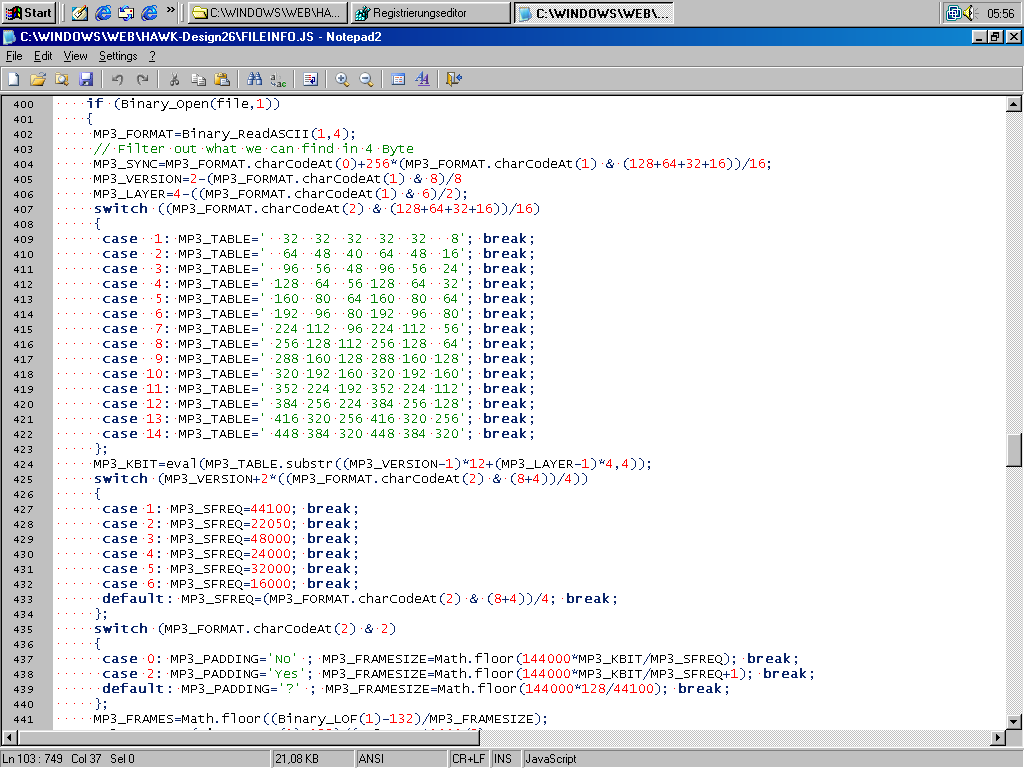 Start
»
C:\WINDOWS\WEB\HA...
Registrierungseditor
C:\WINDOWS\WEB\...
05:56
C:\WINDOWS\WEB\HAWK-Design26\FILEINFO.JS - Notepad2
File Edit View Settings ?
400 if (Binary_Open(file,1))
401 {
402 MP3_FORMAT=Binary_ReadASCII(1,4);
403 // Filter out what we can find in 4 Byte
404 MP3_SYNC=MP3_FORMAT.charCodeAt(0)+256*(MP3_FORMAT.charCodeAt(1) & (128+64+32+16))/16;
405 MP3_VERSION=2-(MP3_FORMAT.charCodeAt(1) & 8)/8
406 MP3_LAYER=4-((MP3_FORMAT.charCodeAt(1) & 6)/2);
407 switch ((MP3_FORMAT.charCodeAt(2) & (128+64+32+16))/16)
408 {
409 case  1: MP3_TABLE='  32  32  32  32  32   8'; break;
410 case  2: MP3_TABLE='  64  48  40  64  48  16'; break;
411 case  3: MP3_TABLE='  96  56  48  96  56  24'; break;
412 case  4: MP3_TABLE=' 128  64  56 128  64  32'; break;
413 case  5: MP3_TABLE=' 160  80  64 160  80  64'; break;
414 case  6: MP3_TABLE=' 192  96  80 192  96  80'; break;
415 case  7: MP3_TABLE=' 224 112  96 224 112  56'; break;
416 case  8: MP3_TABLE=' 256 128 112 256 128  64'; break;
417 case  9: MP3_TABLE=' 288 160 128 288 160 128'; break;
418 case 10: MP3_TABLE=' 320 192 160 320 192 160'; break;
419 case 11: MP3_TABLE=' 352 224 192 352 224 112'; break;
420 case 12: MP3_TABLE=' 384 256 224 384 256 128'; break;
421 case 13: MP3_TABLE=' 416 320 256 416 320 256'; break;
422 case 14: MP3_TABLE=' 448 384 320 448 384 320'; break;
423 };
424 MP3_KBIT=eval(MP3_TABLE.substr((MP3_VERSION-1)*12+(MP3_LAYER-1)*4,4));
425 switch (MP3_VERSION+2*((MP3_FORMAT.charCodeAt(2) & (8+4))/4))
426 {
427 case 1: MP3_SFREQ=44100; break;
428 case 2: MP3_SFREQ=22050; break;
429 case 3: MP3_SFREQ=48000; break;
430 case 4: MP3_SFREQ=24000; break;
431 case 5: MP3_SFREQ=32000; break;
432 case 6: MP3_SFREQ=16000; break;
433 default: MP3_SFREQ=(MP3_FORMAT.charCodeAt(2) & (8+4))/4; break;
434 };
435 switch (MP3_FORMAT.charCodeAt(2) & 2)
436 {
437 case 0: MP3_PADDING='No' ; MP3_FRAMESIZE=Math.floor(144000*MP3_KBIT/MP3_SFREQ); break;
438 case 2: MP3_PADDING='Yes'; MP3_FRAMESIZE=Math.floor(144000*MP3_KBIT/MP3_SFREQ+1); break;
439 default: MP3_PADDING='?' ; MP3_FRAMESIZE=Math.floor(144000*128/44100); break;
440 };
441 MP3_FRAMES=Math.floor((Binary_LOF(1)-132)/MP3_FRAMESIZE);
Ln 103 : 749 Col 37 Sel 0 21,08 KB ANSI CR+LF INS JavaScript